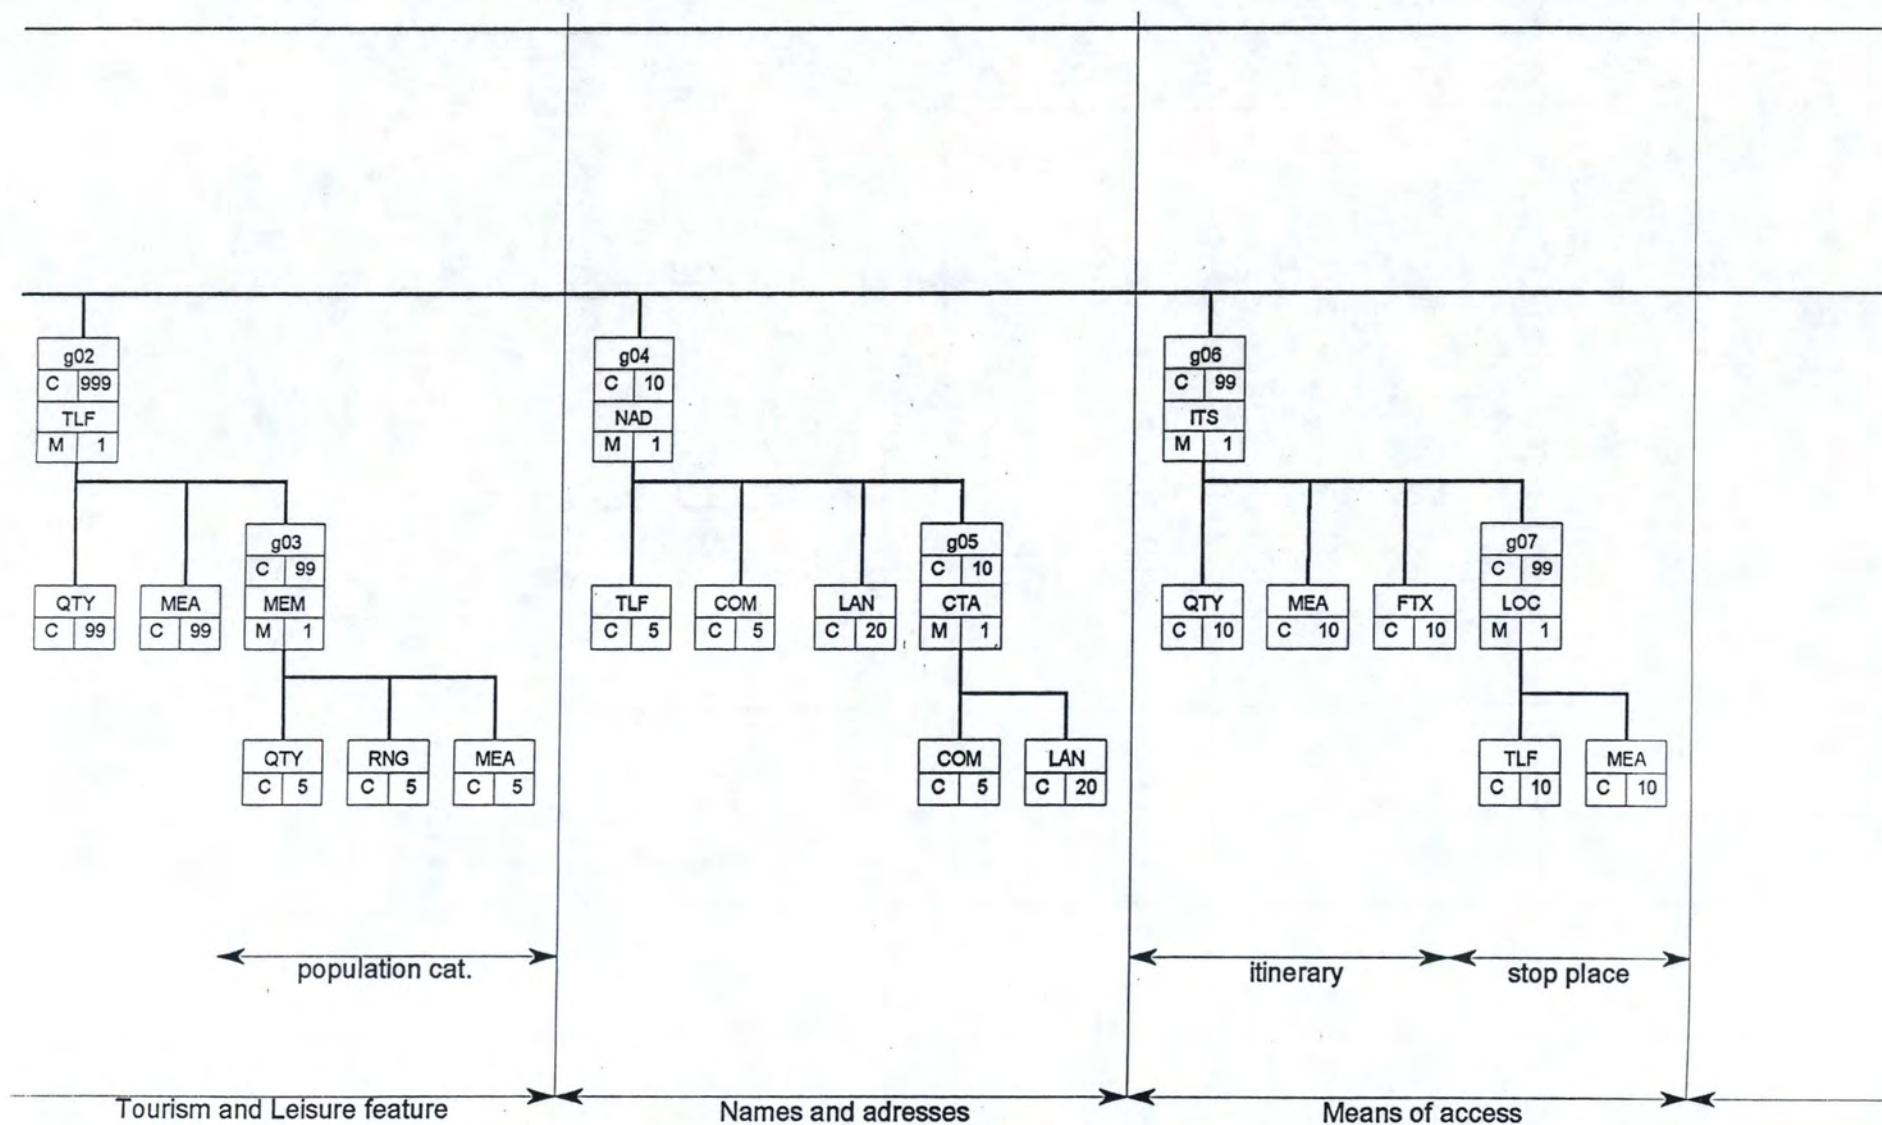 g02
C 999
TLF
M 1
QTY
C 99
MEA
C 99
g03
C 99
MEM
M 1
QTY
C 5
RNG
C 5
MEA
C 5
population cat.
Tourism and Leisure feature
g04
C 10
NAD
M 1
TLF
C 5
COM
C 5
LAN
C 20
g05
C 10
CTA
M 1
COM
C 5
LAN
C 20
Names and adresses
g06
C 99
ITS
M 1
QTY
C 10
MEA
C 10
FTX
C 10
g07
C 99
LOC
M 1
TLF
C 10
MEA
C 10
itinerary
stop place
Means of access